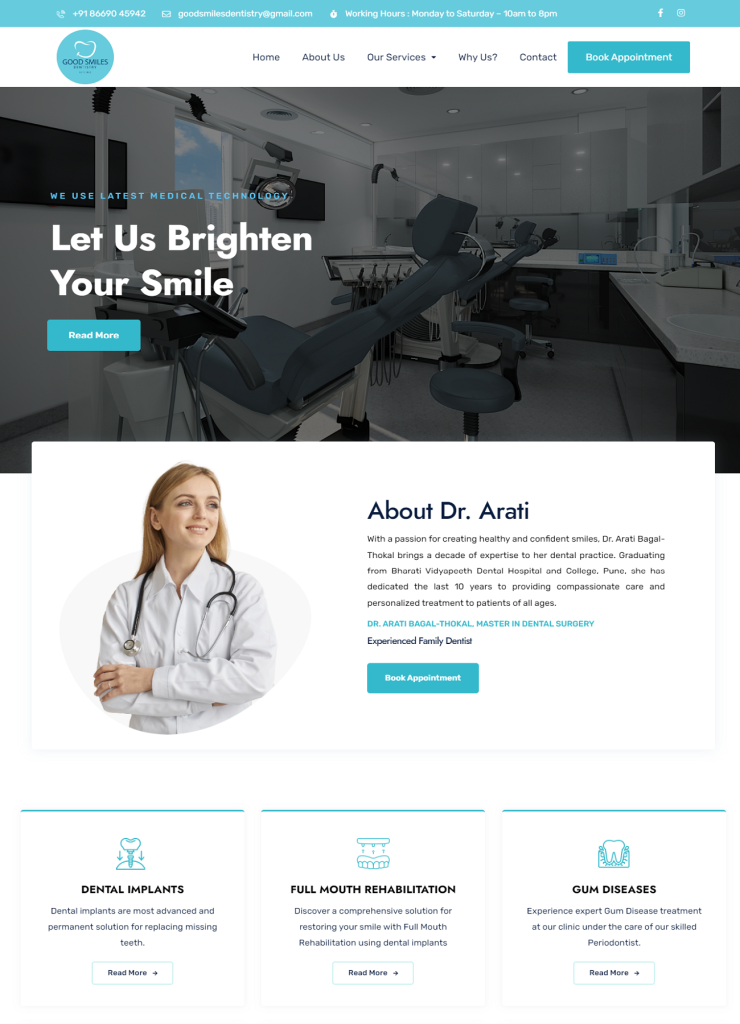 +91 86690 45942 goodsmilesdentistry@gmail.com Working Hours : Monday to Saturday – 10am to 8pm
GOOD SMILES
DENTISTRY
Home About Us Our Services Why Us? Contact Book Appointment
WE USE LATEST MEDICAL TECHNOLOGY
Let Us Brighten
Your Smile
Read More
About Dr. Arati
With a passion for creating healthy and confident smiles, Dr. Arati Bagal-
Thokal brings a decade of expertise to her dental practice. Graduating
from Bharati Vidyapeeth Dental Hospital and College, Pune, she has
dedicated the last 10 years to providing compassionate care and
personalized treatment to patients of all ages.
DR. ARATI BAGAL-THOKAL, MASTER IN DENTAL SURGERY
Experienced Family Dentist
Book Appointment
DENTAL IMPLANTS
Dental implants are most advanced and
permanent solution for replacing missing
teeth.
Read More →
FULL MOUTH REHABILITATION
Discover a comprehensive solution for
restoring your smile with Full Mouth
Rehabilitation using dental implants
Read More →
GUM DISEASES
Experience expert Gum Disease treatment
at our clinic under the care of our skilled
Periodontist.
Read More →